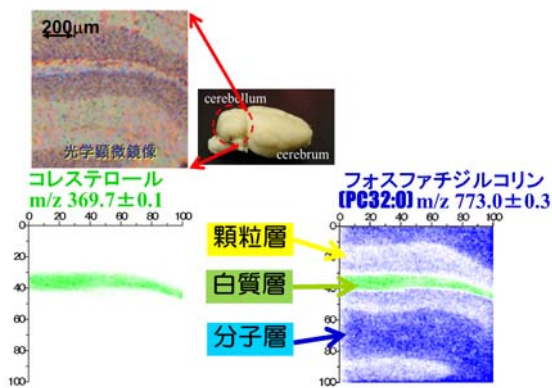 200μm
cerebellum
cerebrum
光学顕微鏡像
コレステロール
m/z 369.7±0.1
フォスファチジルコリン
(PC32:0) m/z 773.0±0.3
0 20 40 60 80 100
0
20
40
60
80
100
顆粒層
白質層
分子層
0 20 40 60 80 100
0
20
40
60
80
100